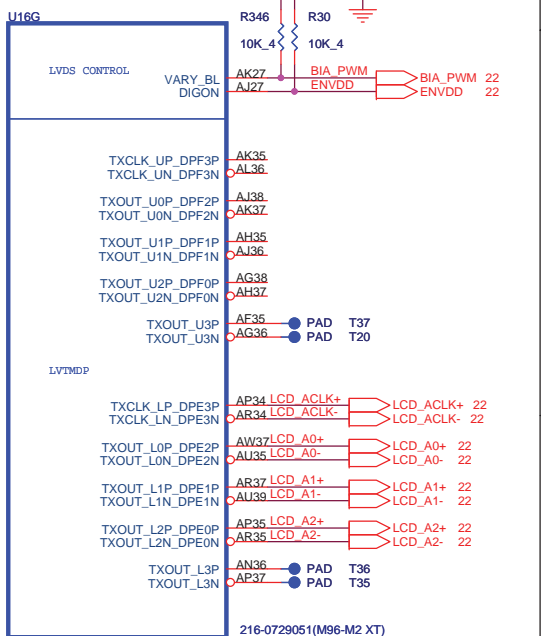 U16G
R346 R30
10K_4 10K_4
LVDS CONTROL
VARY_BL AK27 BIA_PWM BIA_PWM 22
DIGON AJ27 ENVDD ENVDD 22
TXCLK_UP_DPF3P AK35
TXCLK_UN_DPF3N AL36
TXOUT_U0P_DPF2P AJ38
TXOUT_U0N_DPF2N AK37
TXOUT_U1P_DPF1P AH35
TXOUT_U1N_DPF1N AJ36
TXOUT_U2P_DPF0P AG38
TXOUT_U2N_DPF0N AH37
TXOUT_U3P AF35 PAD T37
TXOUT_U3N AG36 PAD T20
LVTMDP
TXCLK_LP_DPE3P AP34 LCD_ACLK+ LCD_ACLK+ 22
TXCLK_LN_DPE3N AR34 LCD_ACLK- LCD_ACLK- 22
TXOUT_L0P_DPE2P AW37 LCD_A0+ LCD_A0+ 22
TXOUT_L0N_DPE2N AU35 LCD_A0- LCD_A0- 22
TXOUT_L1P_DPE1P AR37 LCD_A1+ LCD_A1+ 22
TXOUT_L1N_DPE1N AU39 LCD_A1- LCD_A1- 22
TXOUT_L2P_DPE0P AP35 LCD_A2+ LCD_A2+ 22
TXOUT_L2N_DPE0N AR35 LCD_A2- LCD_A2- 22
TXOUT_L3P AN36 PAD T36
TXOUT_L3N AP37 PAD T35
216-0729051(M96-M2 XT)